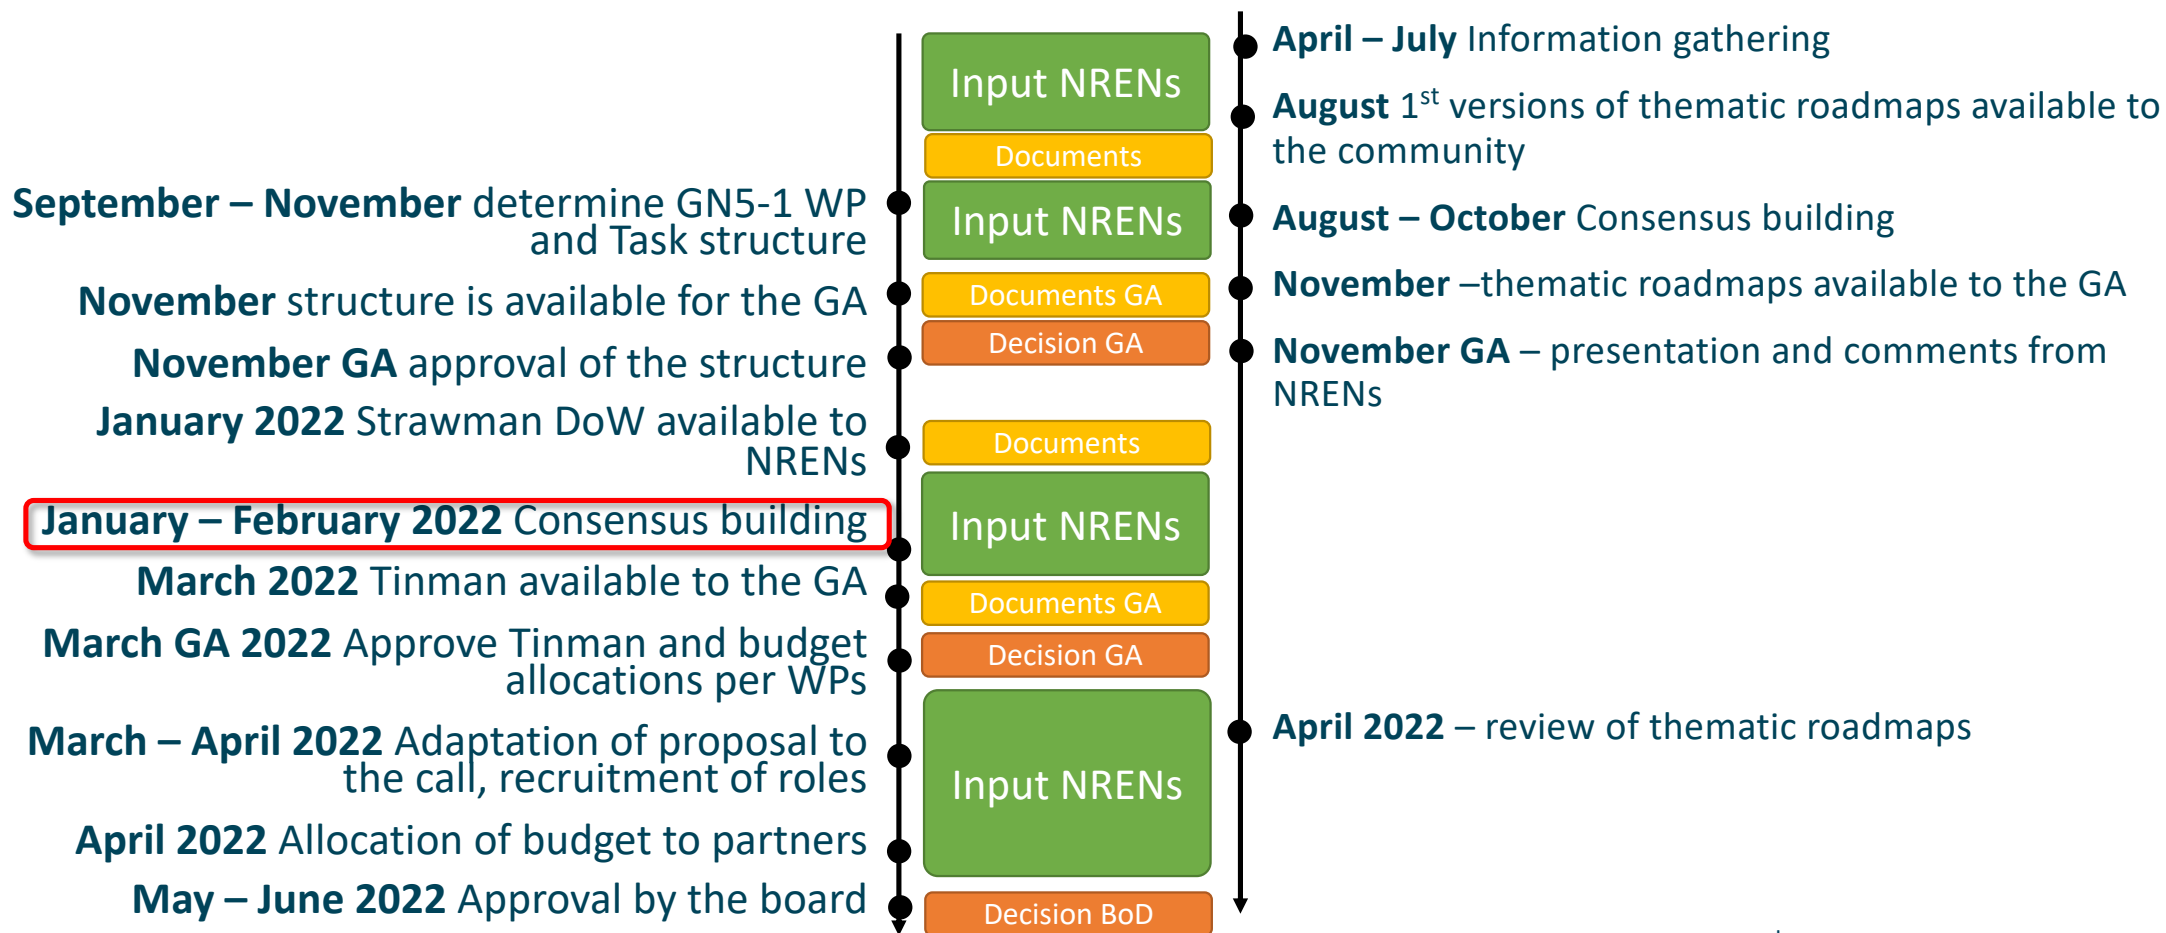 September – November determine GN5-1 WP
and Task structure
November structure is available for the GA
November GA approval of the structure
January 2022 Strawman DoW available to
NRENs
January – February 2022 Consensus building
March 2022 Tinman available to the GA
March GA 2022 Approve Tinman and budget
allocations per WPs
March – April 2022 Adaptation of proposal to
the call, recruitment of roles
April 2022 Allocation of budget to partners
May – June 2022 Approval by the board
Input NRENs
Documents
Input NRENs
Documents GA
Decision GA
Documents
Input NRENs
Documents GA
Decision GA
Input NRENs
Decision BoD
April – July Information gathering
August 1st versions of thematic roadmaps available to
the community
August – October Consensus building
November –thematic roadmaps available to the GA
November GA – presentation and comments from
NRENs
April 2022 – review of thematic roadmaps